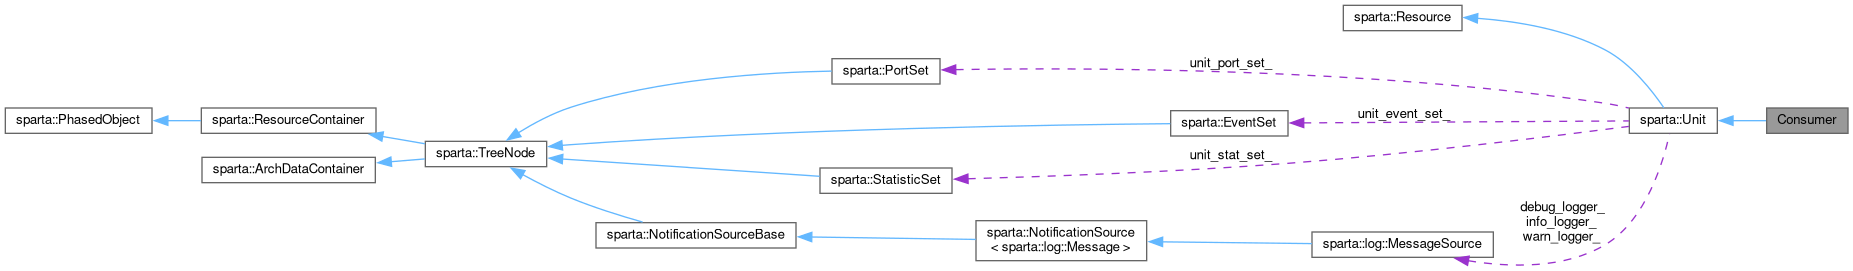 sparta::Resource
sparta::PortSet
unit_port_set_
sparta::PhasedObject
sparta::ResourceContainer
sparta::EventSet
unit_event_set_
sparta::Unit
Consumer
sparta::TreeNode
sparta::ArchDataContainer
unit_stat_set_
sparta::StatisticSet
debug_logger_
info_logger_
warn_logger_
sparta::NotificationSourceBase
sparta::NotificationSource
< sparta::log::Message >
sparta::log::MessageSource